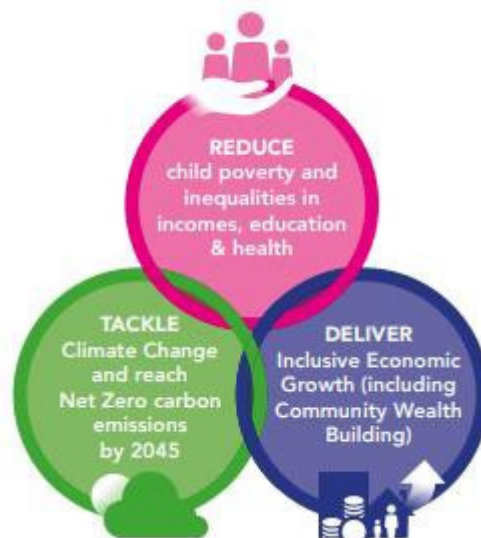 REDUCE
child poverty and
inequalities in
incomes, education
& health
TACKLE
Climate Change
and reach
Net Zero carbon
emissions
by 2045
DELIVER
Inclusive Economic
Growth (including
Community Wealth
Building)